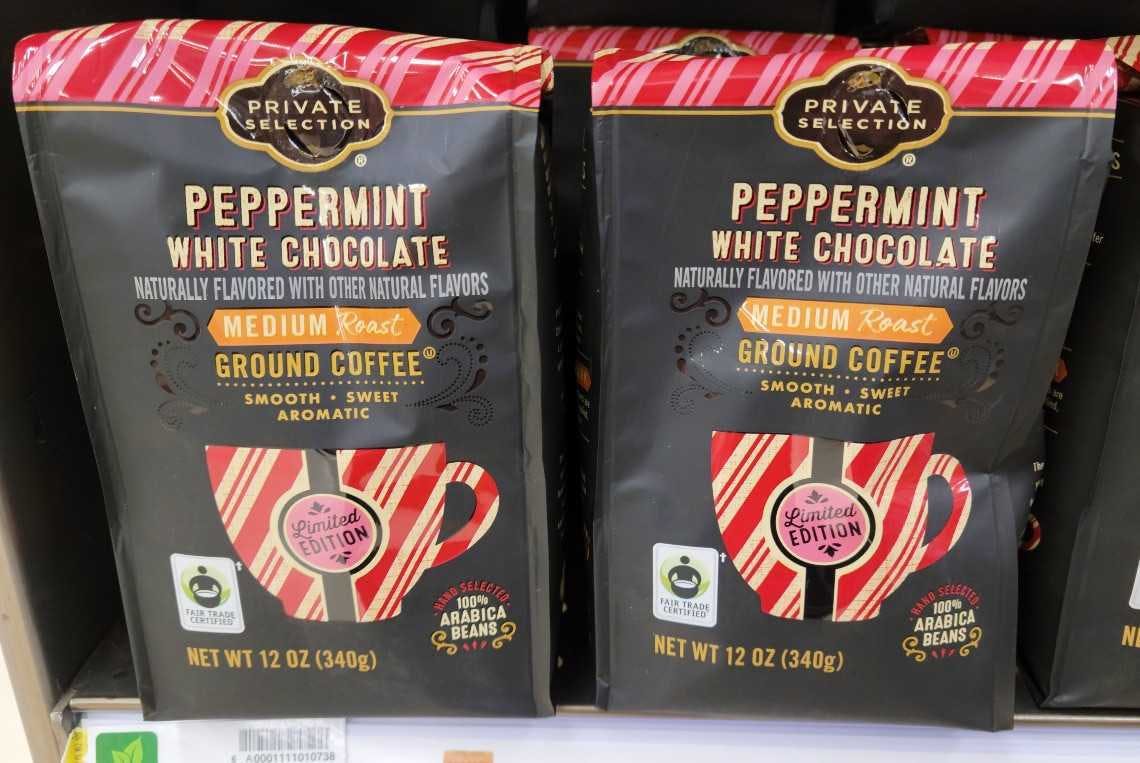 PRIVATE
SELECTION®
PEPPERMINT
WHITE CHOCOLATE
NATURALLY FLAVORED WITH OTHER NATURAL FLAVORS
MEDIUM Roast
GROUND COFFEE
SMOOTH • SWEET
AROMATIC
Limited
EDITION
FAIR TRADE
CERTIFIED
HAND SELECTED
100%
ARABICA
BEANS
NET WT 12 OZ (340g)
PRIVATE
SELECTION®
PEPPERMINT
WHITE CHOCOLATE
NATURALLY FLAVORED WITH OTHER NATURAL FLAVORS
MEDIUM Roast
GROUND COFFEE
SMOOTH • SWEET
AROMATIC
Limited
EDITION
FAIR TRADE
CERTIFIED
HAND SELECTED
100%
ARABICA
BEANS
NET WT 12 OZ (340g)
A0001111010738